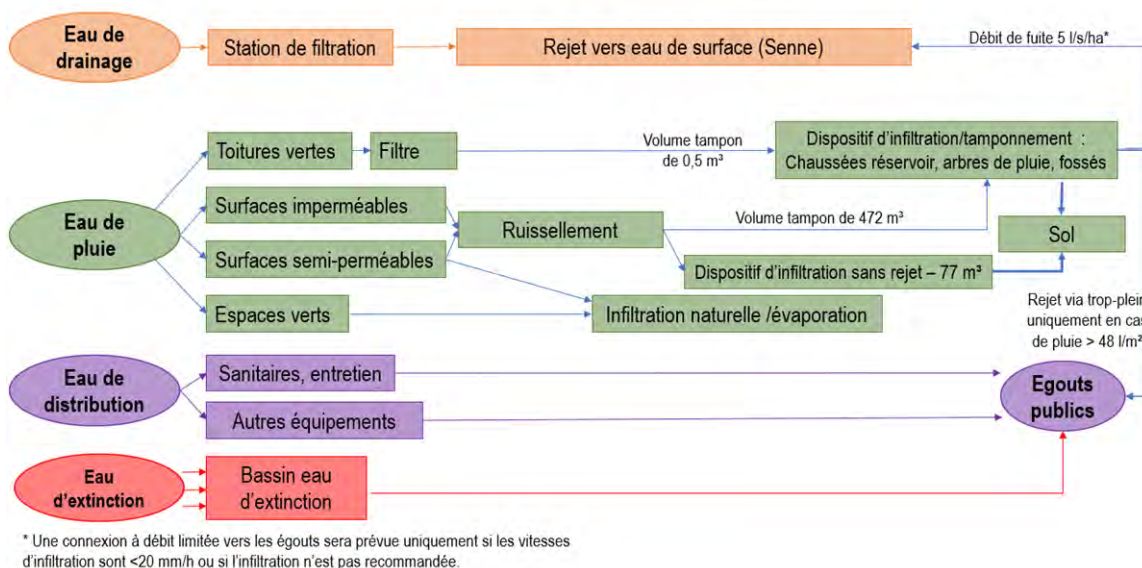 Eau de
drainage
Station de filtration
Rejet vers eau de surface (Senne)
Débit de fuite 5 l/s/ha*
Eau de
pluie
Toitures vertes
Filtre
Volume tampon
de 0,5 m³
Dispositif d'infiltration/tamponnement :
Chaussées réservoir, arbres de pluie, fossés
Surfaces imperméables
Surfaces semi-perméables
Ruissellement
Volume tampon de 472 m³
Sol
Dispositif d'infiltration sans rejet – 77 m³
Espaces verts
Infiltration naturelle /évaporation
Rejet via trop-plein
uniquement en cas
de pluie > 48 l/m²
Eau de
distribution
Sanitaires, entretien
Autres équipements
Egouts
publics
Eau
d'extinction
Bassin eau
d'extinction
* Une connexion à débit limitée vers les égouts sera prévue uniquement si les vitesses
d'infiltration sont <20 mm/h ou si l'infiltration n'est pas recommandée.